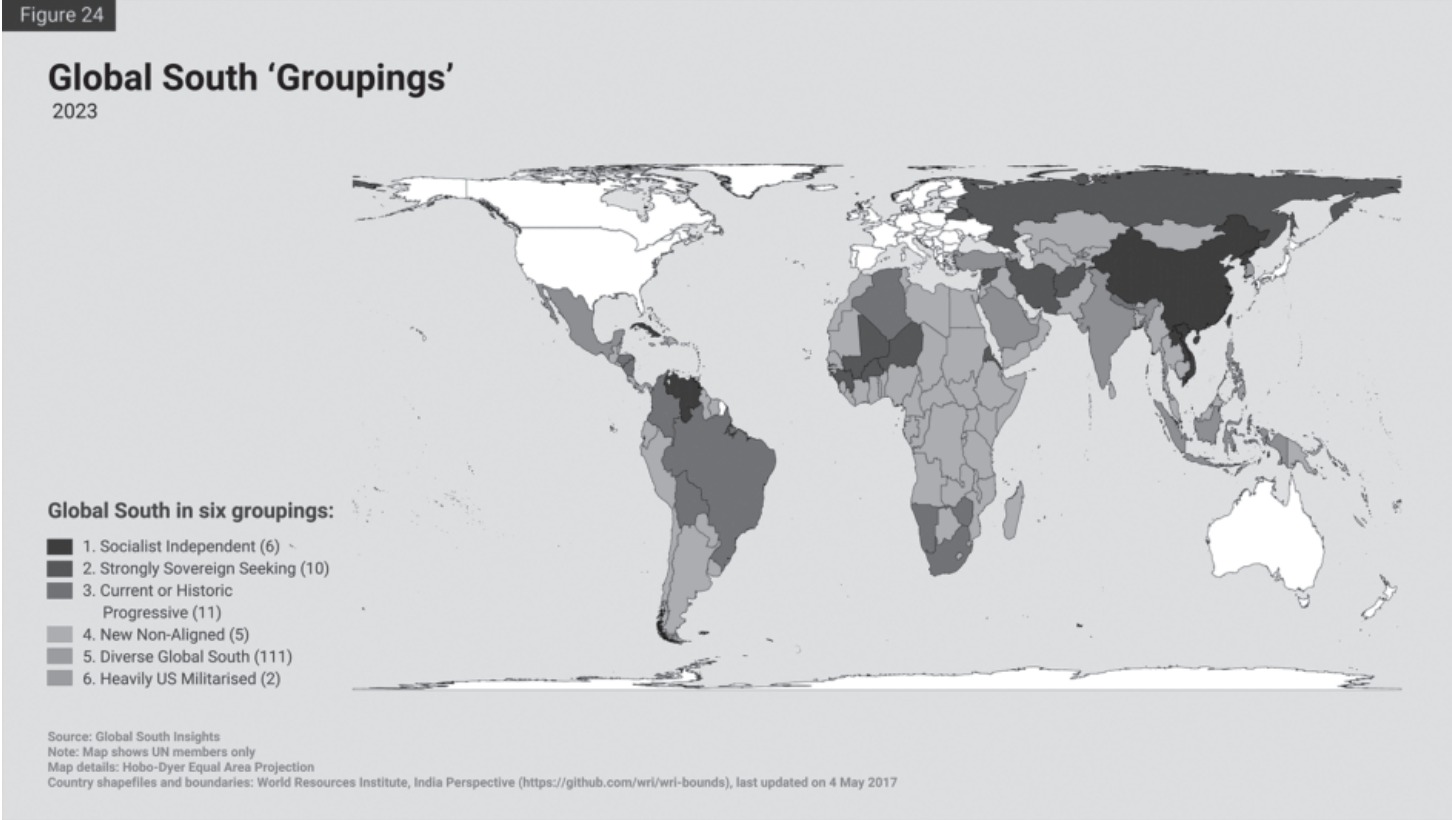 Figure 24
Global South ‘Groupings’
2023
Global South in six groupings:
1. Socialist Independent (6)
2. Strongly Sovereign Seeking (10)
3. Current or Historic
Progressive (11)
4. New Non-Aligned (5)
5. Diverse Global South (111)
6. Heavily US Militarised (2)
Source: Global South Insights
Note: Map shows UN members only
Map details: Hobo-Dyer Equal Area Projection
Country shapefiles and boundaries: World Resources Institute, India Perspective (https://github.com/wri/wri-bounds), last updated on 4 May 2017